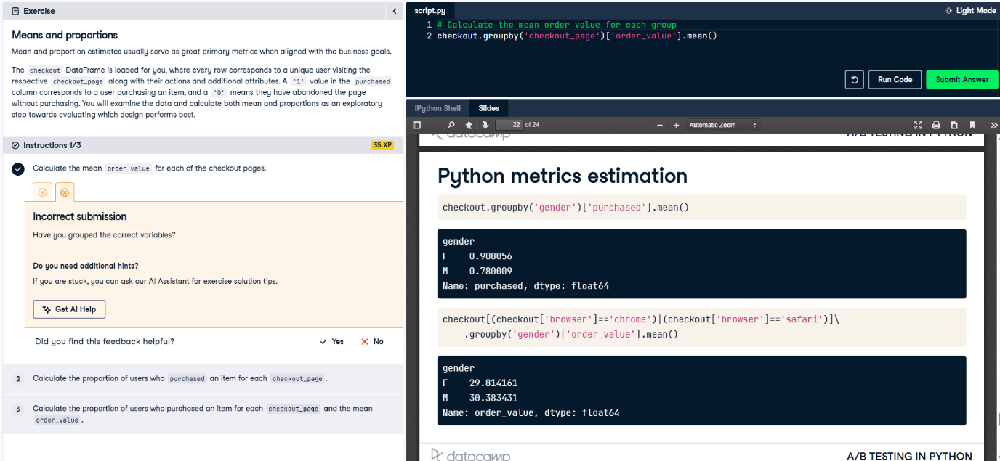 Exercise
Means and proportions
Mean and proportion estimates usually serve as great primary metrics when aligned with the business goals.
The checkout DataFrame is loaded for you, where every row corresponds to a unique user visiting the
respective checkout_page along with their actions and additional attributes. A '1' value in the purchased
column corresponds to a user purchasing an item, and a '0' means they have abandoned the page
without purchasing. You will examine the data and calculate both mean and proportions as an exploratory
step towards evaluating which design performs best.
Instructions 1/3
35 XP
Calculate the mean order_value for each of the checkout pages.
Incorrect submission
Have you grouped the correct variables?
Do you need additional hints?
If you are stuck, you can ask our AI Assistant for exercise solution tips.
Get AI Help
Did you find this feedback helpful?
Yes
No
2 Calculate the proportion of users who purchased an item for each checkout_page.
3 Calculate the proportion of users who purchased an item for each checkout_page and the mean
order_value.
script.py
Light Mode
1 # Calculate the mean order value for each group
2 checkout.groupby('checkout_page')['order_value'].mean()
Run Code
Submit Answer
IPython Shell
Slides
22 of 24
Automatic Zoom
datacamp
A/B TESTING IN PYTHON
Python metrics estimation
checkout.groupby('gender')['purchased'].mean()
gender
F 0.908056
M 0.780009
Name: purchased, dtype: float64
checkout[(checkout['browser']=='chrome')|(checkout['browser']=='safari')]\
.groupby('gender')['order_value'].mean()
gender
F 29.814161
M 30.383431
Name: order_value, dtype: float64
datacamp
A/B TESTING IN PYTHON